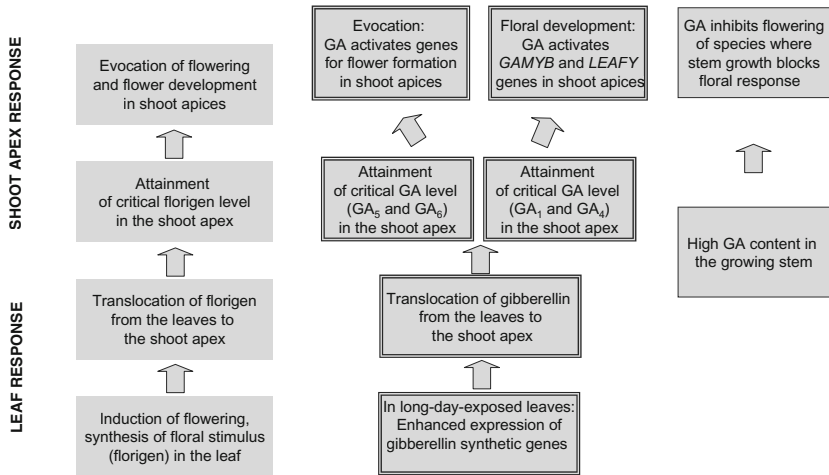 SHOOT APEX RESPONSE
LEAF RESPONSE
Evocation of flowering
and flower development
in shoot apices
Attainment
of critical florigen level
in the shoot apex
Translocation of florigen
from the leaves to
the shoot apex
Induction of flowering,
synthesis of floral stimulus
(florigen) in the leaf
Evocation:
GA activates genes
for flower formation
in shoot apices
Floral development:
GA activates
GAMYB and LEAFY
genes in shoot apices
Attainment
of critical GA level
(GA5 and GA6)
in the shoot apex
Attainment
of critical GA level
(GA1 and GA4)
in the shoot apex
Translocation of gibberellin
from the leaves to
the shoot apex
In long-day-exposed leaves:
Enhanced expression of
gibberellin synthetic genes
GA inhibits flowering
of species where
stem growth blocks
floral response
High GA content in
the growing stem